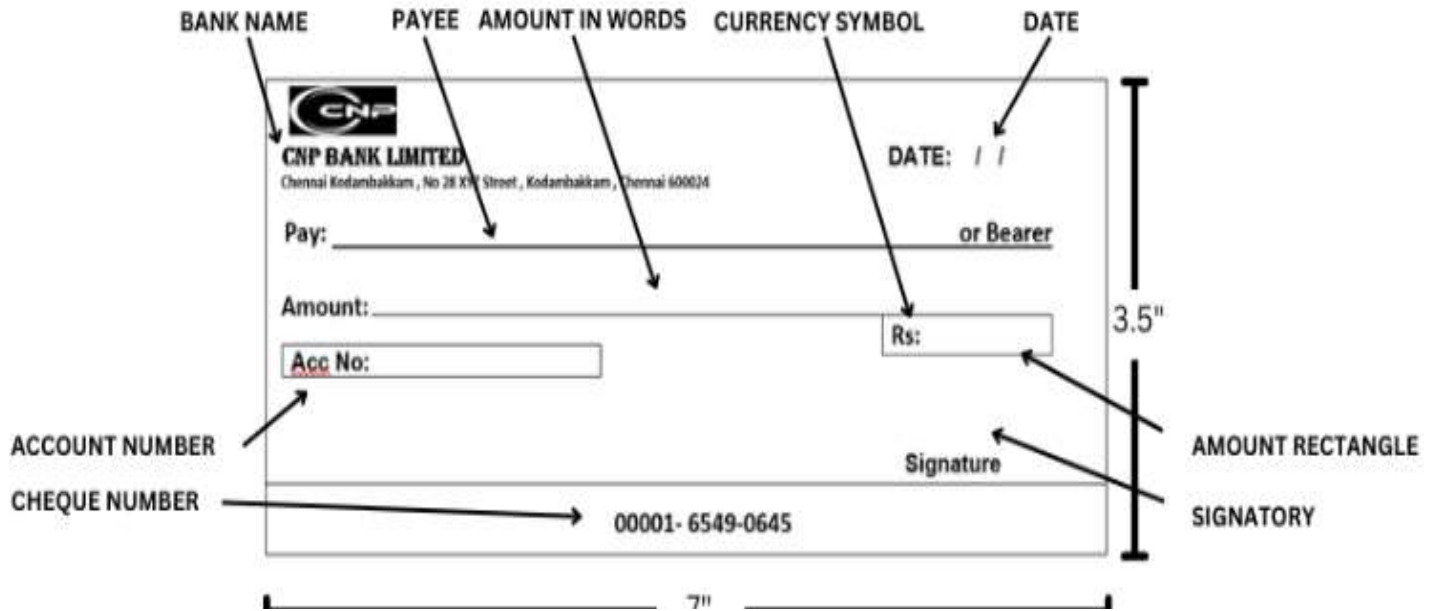 BANK NAME PAYEE AMOUNT IN WORDS CURRENCY SYMBOL DATE
CNP
CNP BANK LIMITED
DATE: / /
Chennai Kodambakkam , No 28 XYZ Street , Kodambakkam , Chennai 600024
Pay: or Bearer
Amount:
3.5"
Rs:
Acc No:
ACCOUNT NUMBER
AMOUNT RECTANGLE
Signature
CHEQUE NUMBER
SIGNATORY
00001- 6549-0645
7"